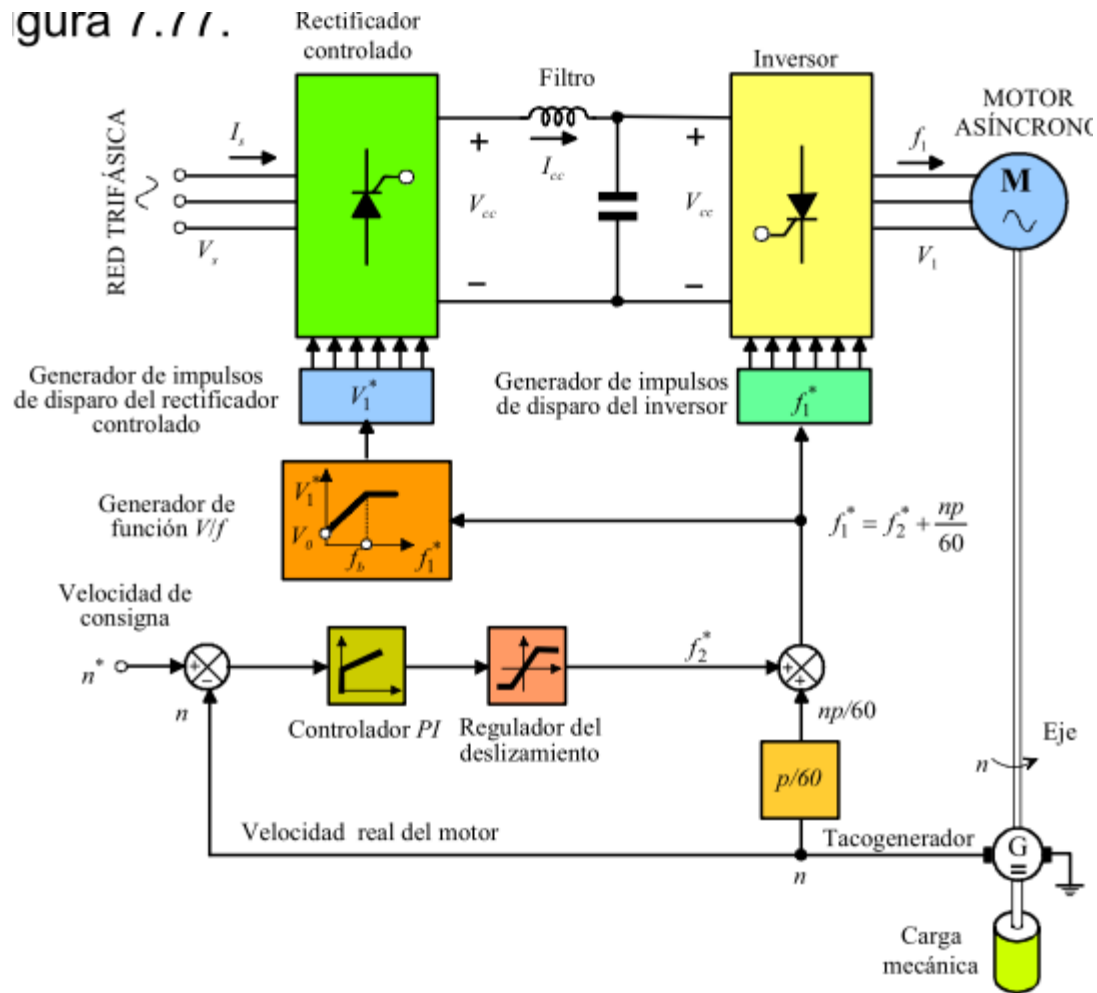 gura 7.77.
Rectificador
controlado
Filtro
Inversor
MOTOR
ASÍNCRONO
RED TRIFÁSICA
I_s
V_s
+
V_cc
−
I_cc
+
V_cc
−
f_1
V_1
M
Generador de impulsos
de disparo del rectificador
controlado
V_1^*
Generador de impulsos
de disparo del inversor
f_1^*
Generador de
función V/f
V_1^*
V_0
f_b
f_1^*
f_1^* = f_2^* + np/60
Velocidad de
consigna
n^*
+
−
n
Controlador PI
Regulador del
deslizamiento
f_2^*
+
+
np/60
p/60
n
Eje
Velocidad real del motor
n
Tacogenerador
G
Carga
mecánica